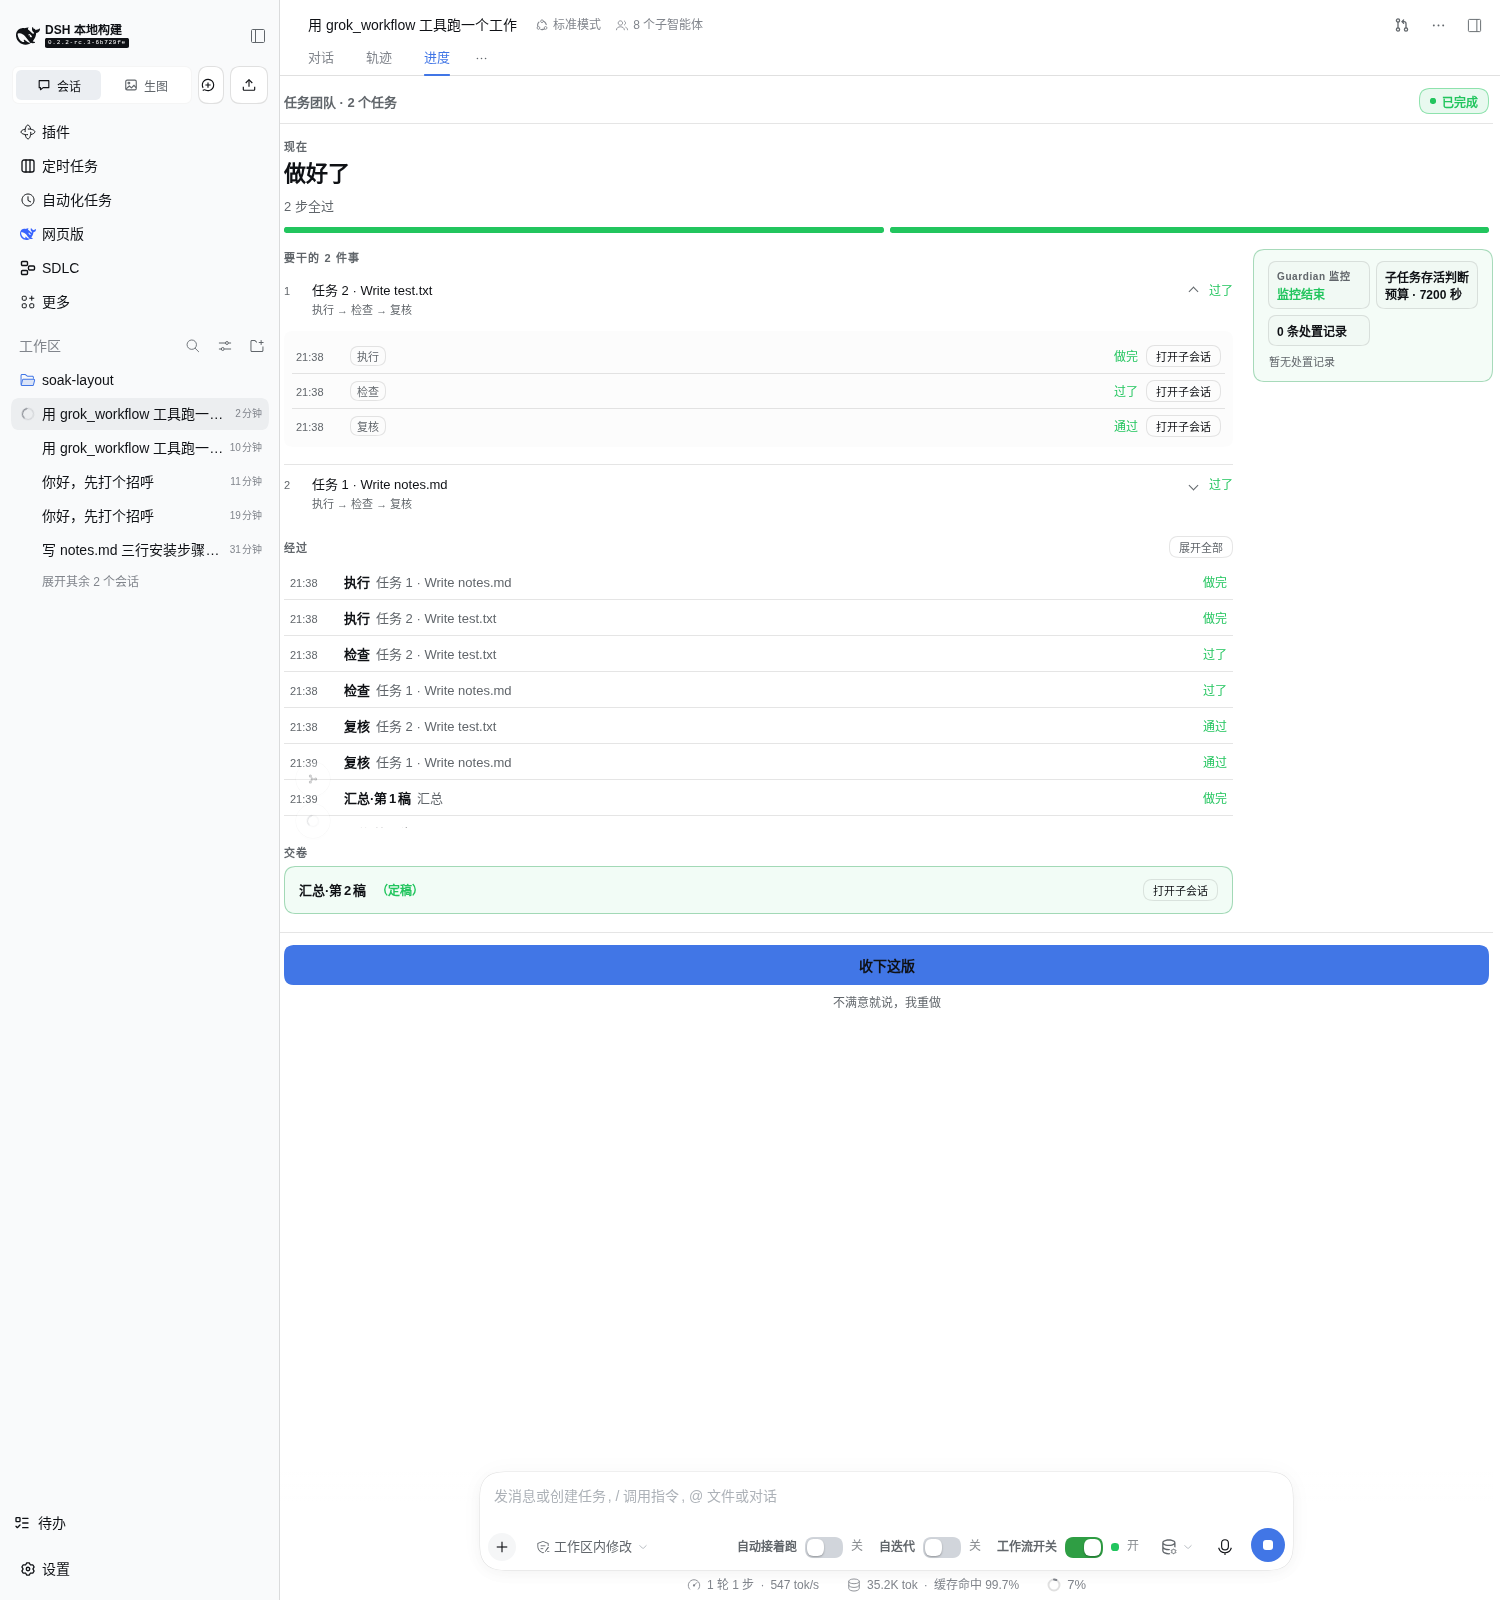 DSH 本地构建
0.2.2-rc.3-6b729fe
会话
生图
插件
定时任务
自动化任务
网页版
SDLC
更多
工作区
soak-layout
用 grok_workflow 工具跑一… 2分钟
用 grok_workflow 工具跑一… 10分钟
你好，先打个招呼 11分钟
你好，先打个招呼 19分钟
写 notes.md 三行安装步骤… 31分钟
展开其余 2 个会话
待办
设置
用 grok_workflow 工具跑一个工作 标准模式 8 个子智能体
对话 轨迹 进度 ···
任务团队 · 2 个任务 已完成
现在
做好了
2 步全过
要干的 2 件事
1 任务 2 · Write test.txt 过了
执行 → 检查 → 复核
21:38 执行 做完 打开子会话
21:38 检查 过了 打开子会话
21:38 复核 通过 打开子会话
2 任务 1 · Write notes.md 过了
执行 → 检查 → 复核
经过 展开全部
21:38 执行 任务 1 · Write notes.md 做完
21:38 执行 任务 2 · Write test.txt 做完
21:38 检查 任务 2 · Write test.txt 过了
21:38 检查 任务 1 · Write notes.md 过了
21:38 复核 任务 2 · Write test.txt 通过
21:39 复核 任务 1 · Write notes.md 通过
21:39 汇总·第1稿 汇总 做完
交卷
汇总·第2稿 （定稿） 打开子会话
Guardian 监控
监控结束
子任务存活判断
预算 · 7200 秒
0 条处置记录
暂无处置记录
收下这版
不满意就说，我重做
发消息或创建任务, / 调用指令, @ 文件或对话
工作区内修改 自动接着跑 关 自迭代 关 工作流开关 开
1 轮 1 步 · 547 tok/s 35.2K tok · 缓存命中 99.7% 7%